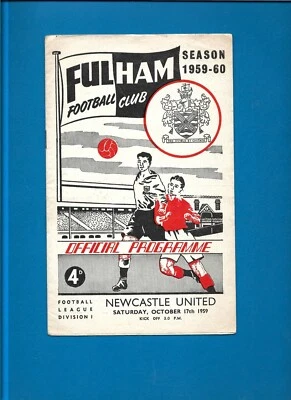 FULHAM
FOOTBALL CLUB
SEASON
1959-60
OFFICIAL PROGRAMME
4D
FOOTBALL
LEAGUE
DIVISION I
NEWCASTLE UNITED
SATURDAY, OCTOBER 17th 1959
KICK OFF 3.0 P.M.